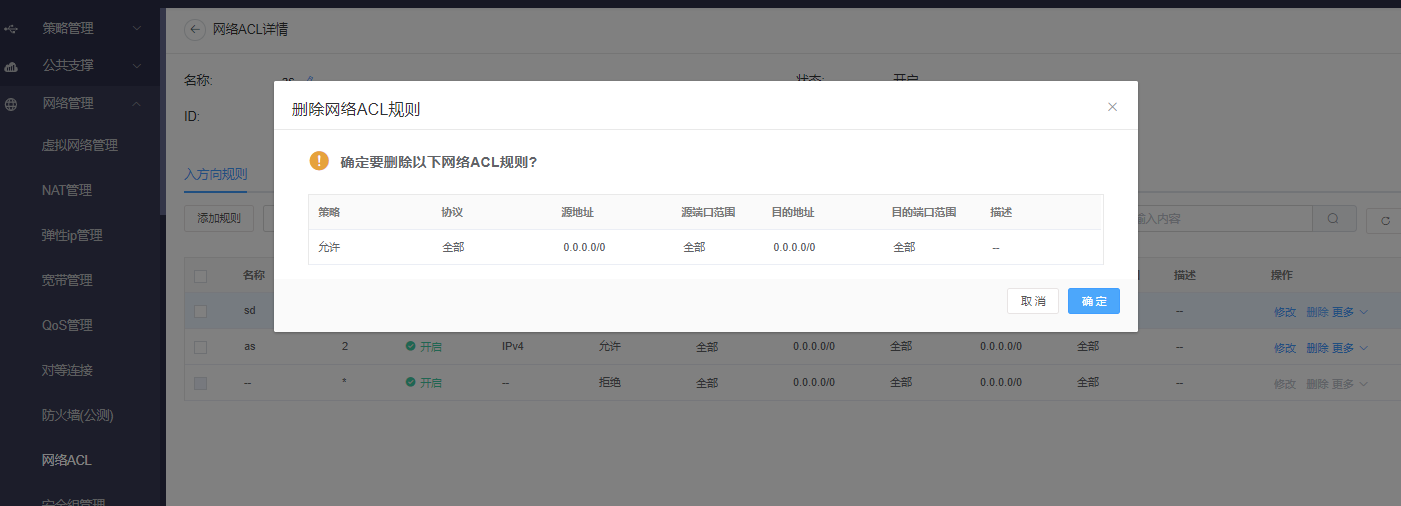 策略管理
网络ACL详情
公共支撑
名称:
as
状态:
开启
网络管理
ID:
删除网络ACL规则
虚拟网络管理
确定要删除以下网络ACL规则?
入方向规则
NAT管理
策略 协议 源地址 源端口范围 目的地址 目的端口范围 描述
添加规则
输入内容
弹性ip管理
允许 全部 0.0.0.0/0 全部 0.0.0.0/0 全部 --
宽带管理
名称 描述 操作
取消 确定
sd -- 修改 删除 更多
QoS管理
as 2 开启 IPv4 允许 全部 0.0.0.0/0 全部 0.0.0.0/0 全部 -- 修改 删除 更多
对等连接
-- * 开启 -- 拒绝 全部 0.0.0.0/0 全部 0.0.0.0/0 全部 -- 修改 删除 更多
防火墙(公测)
网络ACL
安全组管理